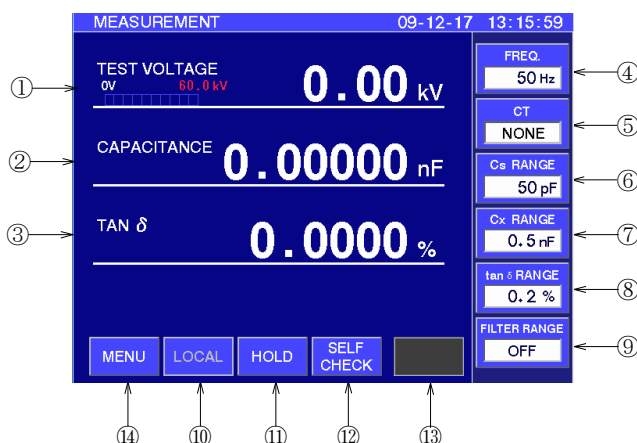 MEASUREMENT 09-12-17 13:15:59
① TEST VOLTAGE 0.00 kV
0V 60.0kV
② CAPACITANCE 0.00000 nF
③ TAN δ 0.0000 %
FREQ. ④
50 Hz
CT ⑤
NONE
Cs RANGE ⑥
50 pF
Cx RANGE ⑦
0.5 nF
tan δ RANGE ⑧
0.2 %
FILTER RANGE ⑨
OFF
MENU LOCAL HOLD SELF CHECK
⑭ ⑩ ⑪ ⑫ ⑬